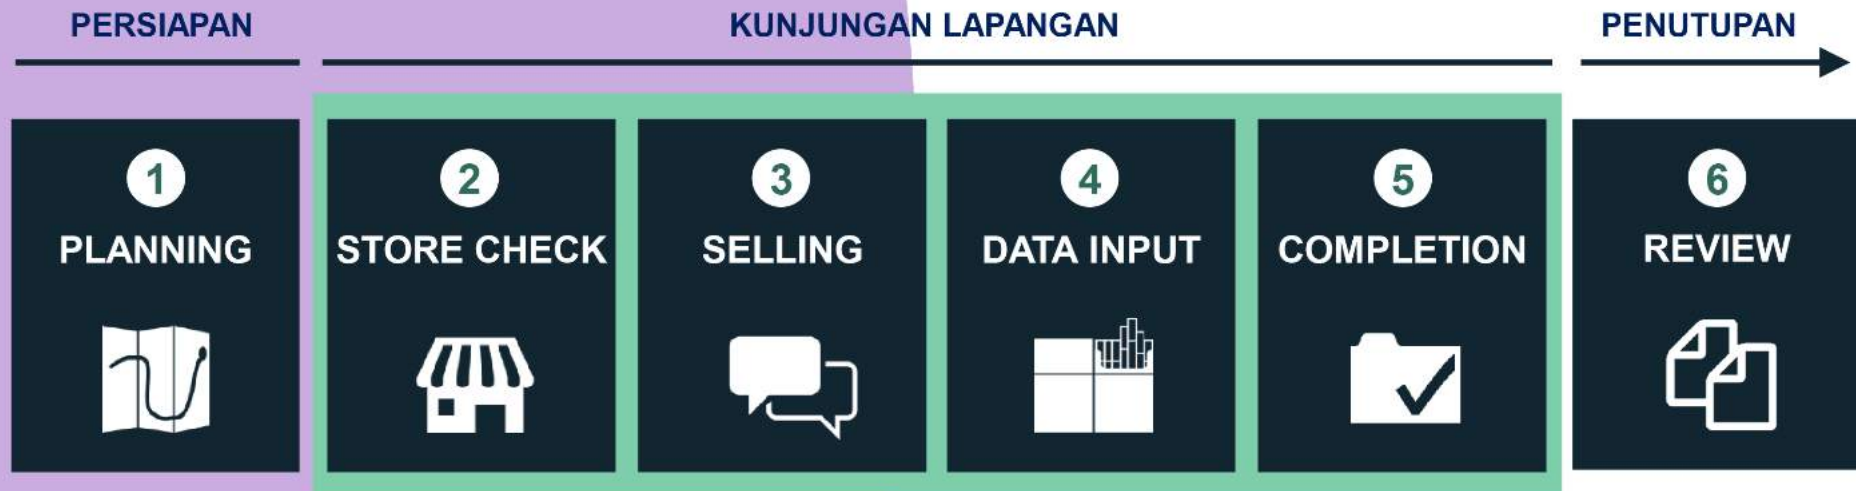 PERSIAPAN
KUNJUNGAN LAPANGAN
PENUTUPAN
1
PLANNING
2
STORE CHECK
3
SELLING
4
DATA INPUT
5
COMPLETION
6
REVIEW